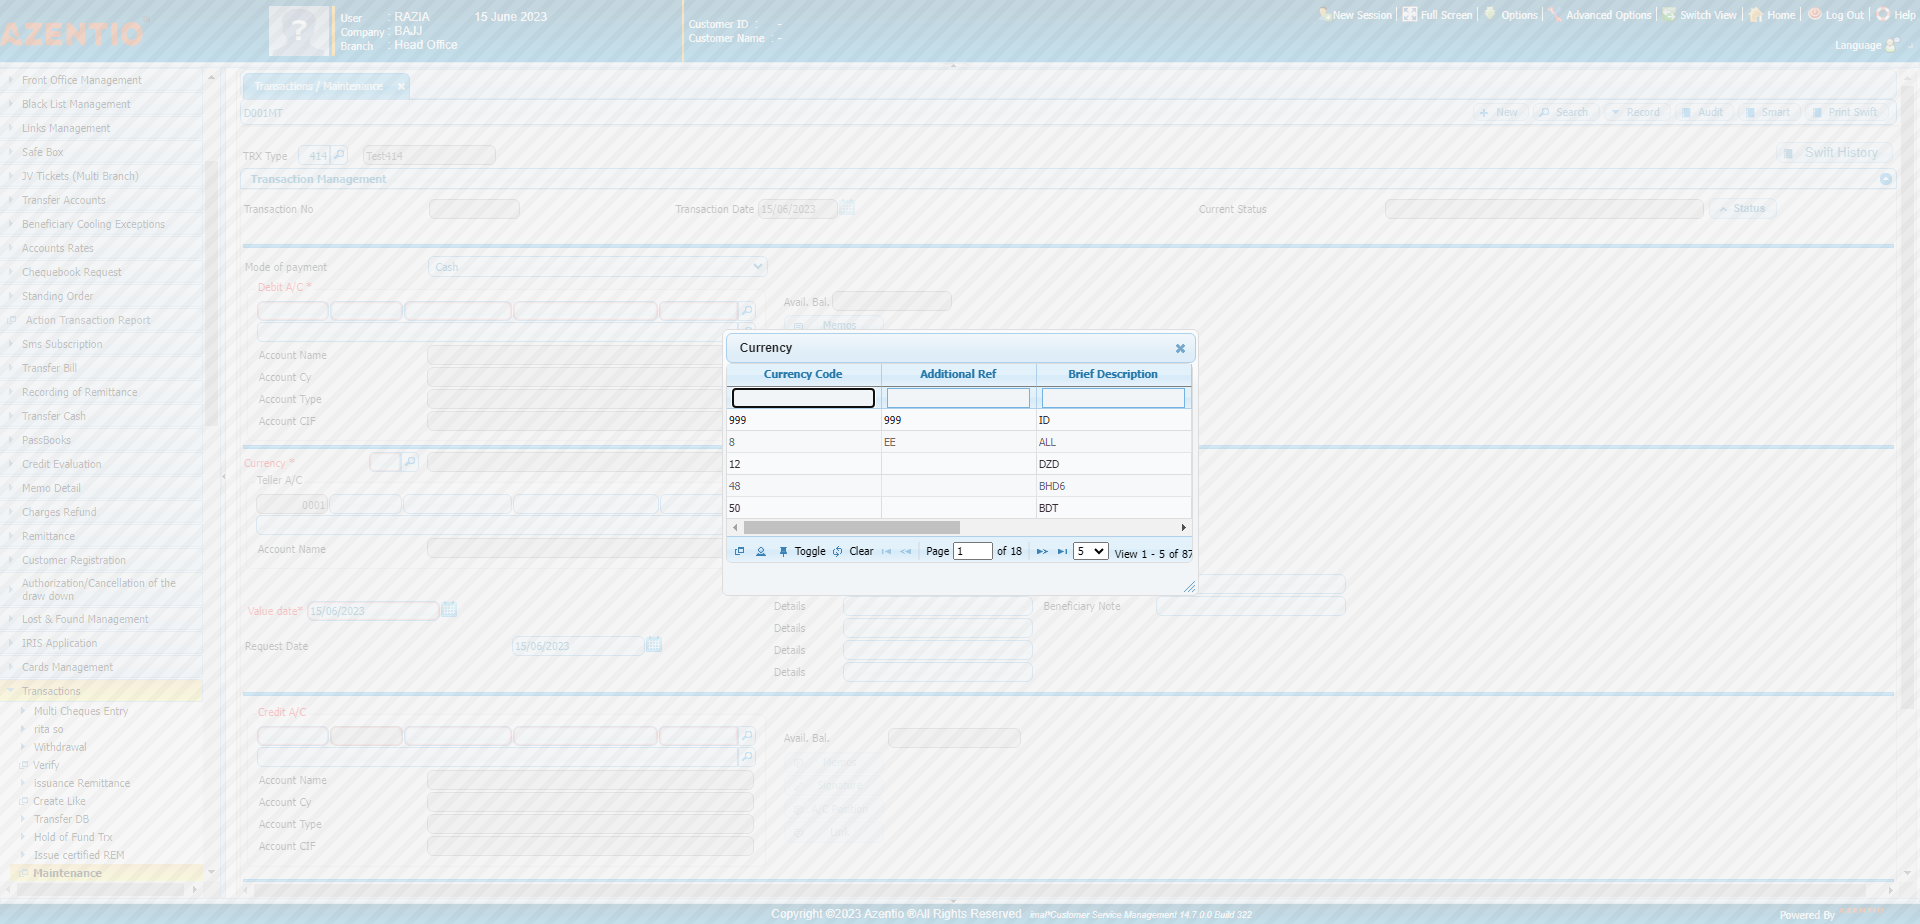 AZENTIO
User : RAZIA 15 June 2023
Company : BAJJ
Branch : Head Office
Customer ID : -
Customer Name : -
New Session Full Screen Options Advanced Options Switch View Home Log Out Help
Language
Front Office Management
Black List Management
Links Management
Safe Box
JV Tickets (Multi Branch)
Transfer Accounts
Beneficiary Cooling Exceptions
Accounts Rates
Chequebook Request
Standing Order
Action Transaction Report
Sms Subscription
Transfer Bill
Recording of Remittance
Transfer Cash
PassBooks
Credit Evaluation
Memo Detail
Charges Refund
Remittance
Customer Registration
Authorization/Cancellation of the
draw down
Lost & Found Management
IRIS Application
Cards Management
Transactions
Multi Cheques Entry
rita so
Withdrawal
Verify
issuance Remittance
Create Like
Transfer DB
Hold of Fund Trx
Issue certified REM
Maintenance
Transactions / Maintenance
D001MT
New Search Record Audit Smart Print Swift
TRX Type 414 Test414
Swift History
Transaction Management
Transaction No Transaction Date 15/06/2023 Current Status Status
Mode of payment Cash
Debit A/C *
Avail. Bal.
Memos
Account Name
Account Cy
Account Type
Account CIF
Currency *
Teller A/C
0001
Account Name
Value date* 15/06/2023
Request Date 15/06/2023
Details Beneficiary Note
Details
Details
Details
Currency
Currency Code Additional Ref Brief Description
999 999 ID
8 EE ALL
12 DZD
48 BHD6
50 BDT
Toggle Clear Page 1 of 18 5 View 1 - 5 of 87
Credit A/C
Avail. Bal.
Memos
Signature
Account Name
Account Cy
Account Type
Account CIF
Copyright ©2023 Azentio ®All Rights Reserved imal*Customer Service Management 14.7.0.0 Build 322
Powered By